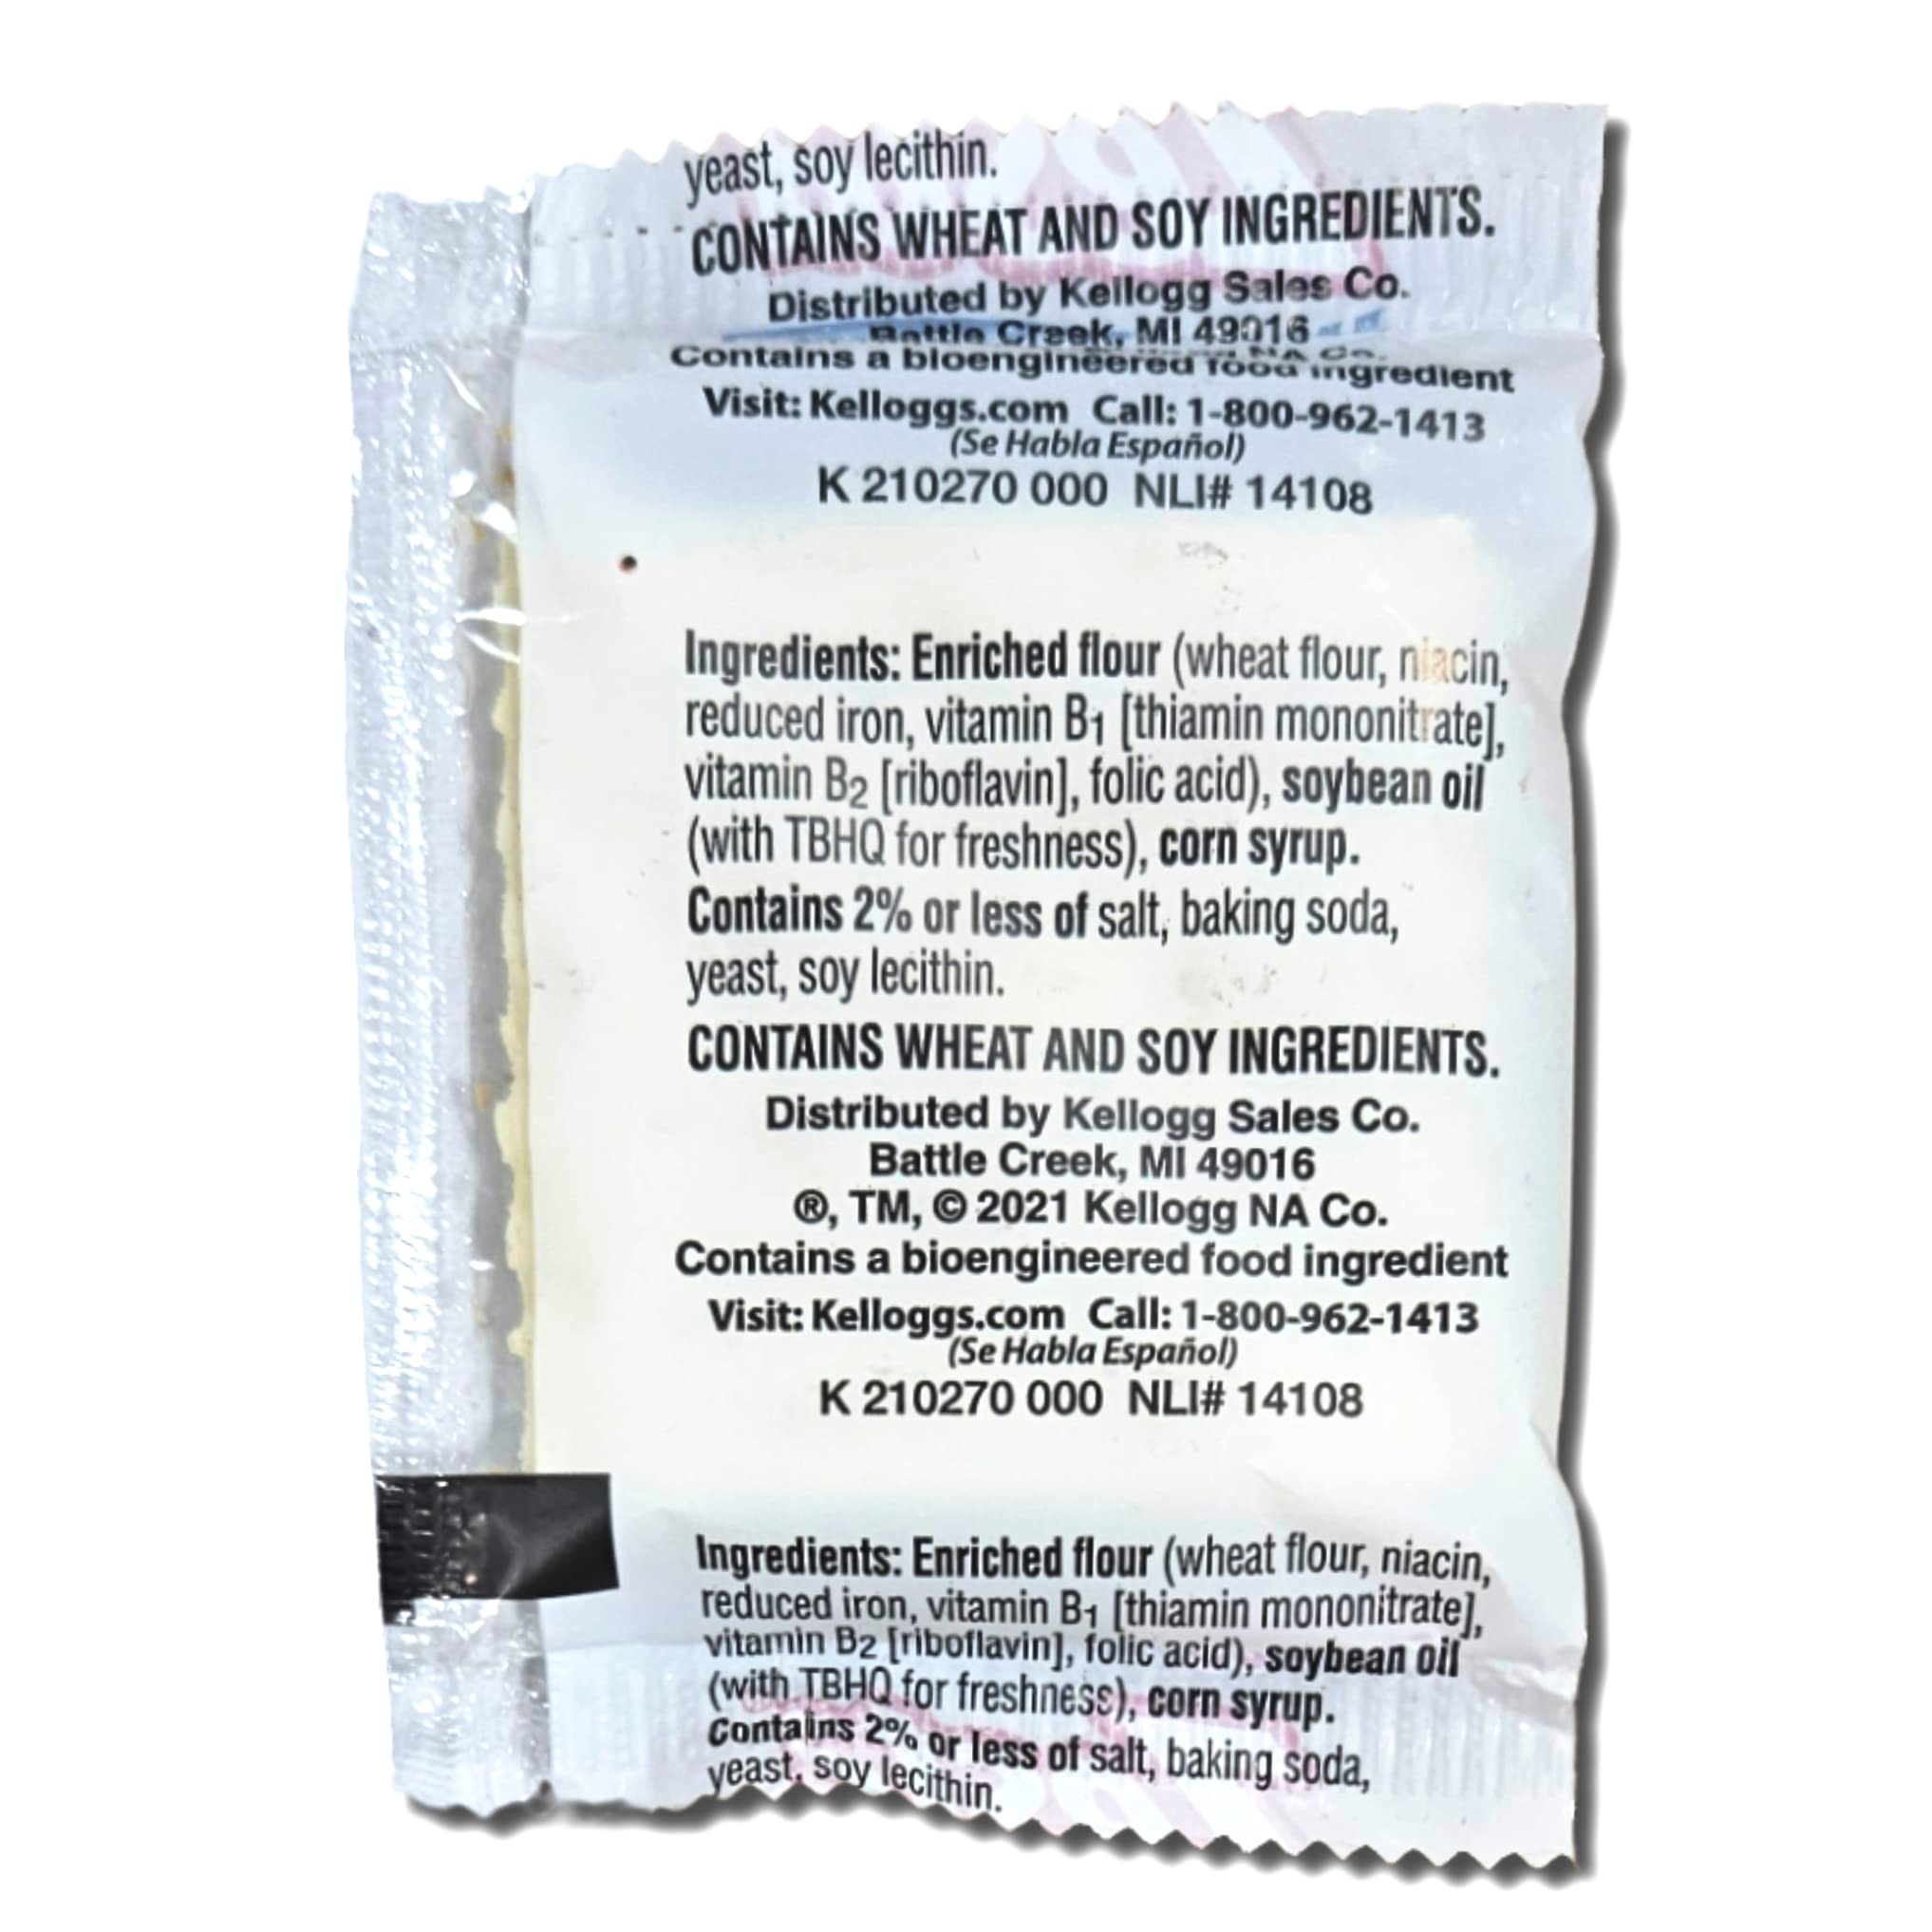 yeast, soy lecithin.
CONTAINS WHEAT AND SOY INGREDIENTS.
Distributed by Kellogg Sales Co.
Battle Creek, MI 49016
NA Co.
Contains a bioengineered food ingredient
Visit: Kelloggs.com Call: 1-800-962-1413
(Se Habla Español)
K 210270 000 NLI# 14108
Ingredients: Enriched flour (wheat flour, niacin,
reduced iron, vitamin B₁ [thiamin mononitrate],
vitamin B₂ [riboflavin], folic acid), soybean oil
(with TBHQ for freshness), corn syrup.
Contains 2% or less of salt, baking soda,
yeast, soy lecithin.
CONTAINS WHEAT AND SOY INGREDIENTS.
Distributed by Kellogg Sales Co.
Battle Creek, MI 49016
®, TM, © 2021 Kellogg NA Co.
Contains a bioengineered food ingredient
Visit: Kelloggs.com Call: 1-800-962-1413
(Se Habla Español)
K 210270 000 NLI# 14108
Ingredients: Enriched flour (wheat flour, niacin,
reduced iron, vitamin B₁ [thiamin mononitrate],
vitamin B₂ [riboflavin], folic acid), soybean oil
(with TBHQ for freshness), corn syrup.
Contains 2% or less of salt, baking soda,
yeast, soy lecithin.